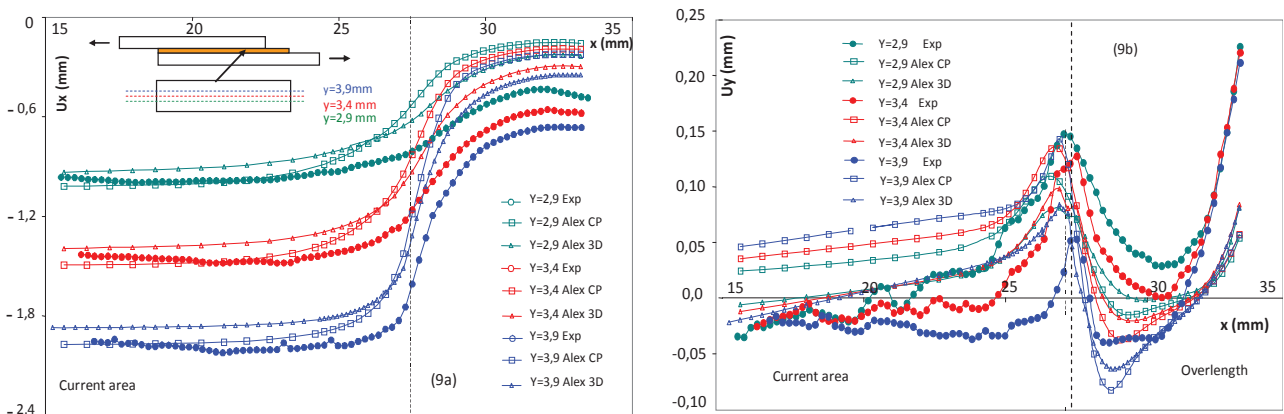 0
15
20
25
30
35
x (mm)
Ux (mm)
- 0,6
- 1,2
- 1,8
- 2,4
y=3,9mm
y=3,4 mm
y=2,9 mm
Y=2,9 Exp
Y=2,9 Alex CP
Y=2,9 Alex 3D
Y=3,4 Exp
Y=3,4 Alex CP
Y=3,4 Alex 3D
Y=3,9 Exp
Y=3,9 Alex CP
Y=3,9 Alex 3D
(9a)
Current area
0,25
0,20
0,15
0,10
0,05
0,0
-0,05
-0,10
Uy (mm)
Y=2,9 Exp
Y=2,9 Alex CP
Y=2,9 Alex 3D
Y=3,4 Exp
Y=3,4 Alex CP
Y=3,4 Alex 3D
Y=3,9 Exp
Y=3,9 Alex CP
Y=3,9 Alex 3D
(9b)
15
20
25
30
35
x (mm)
Current area
Overlength